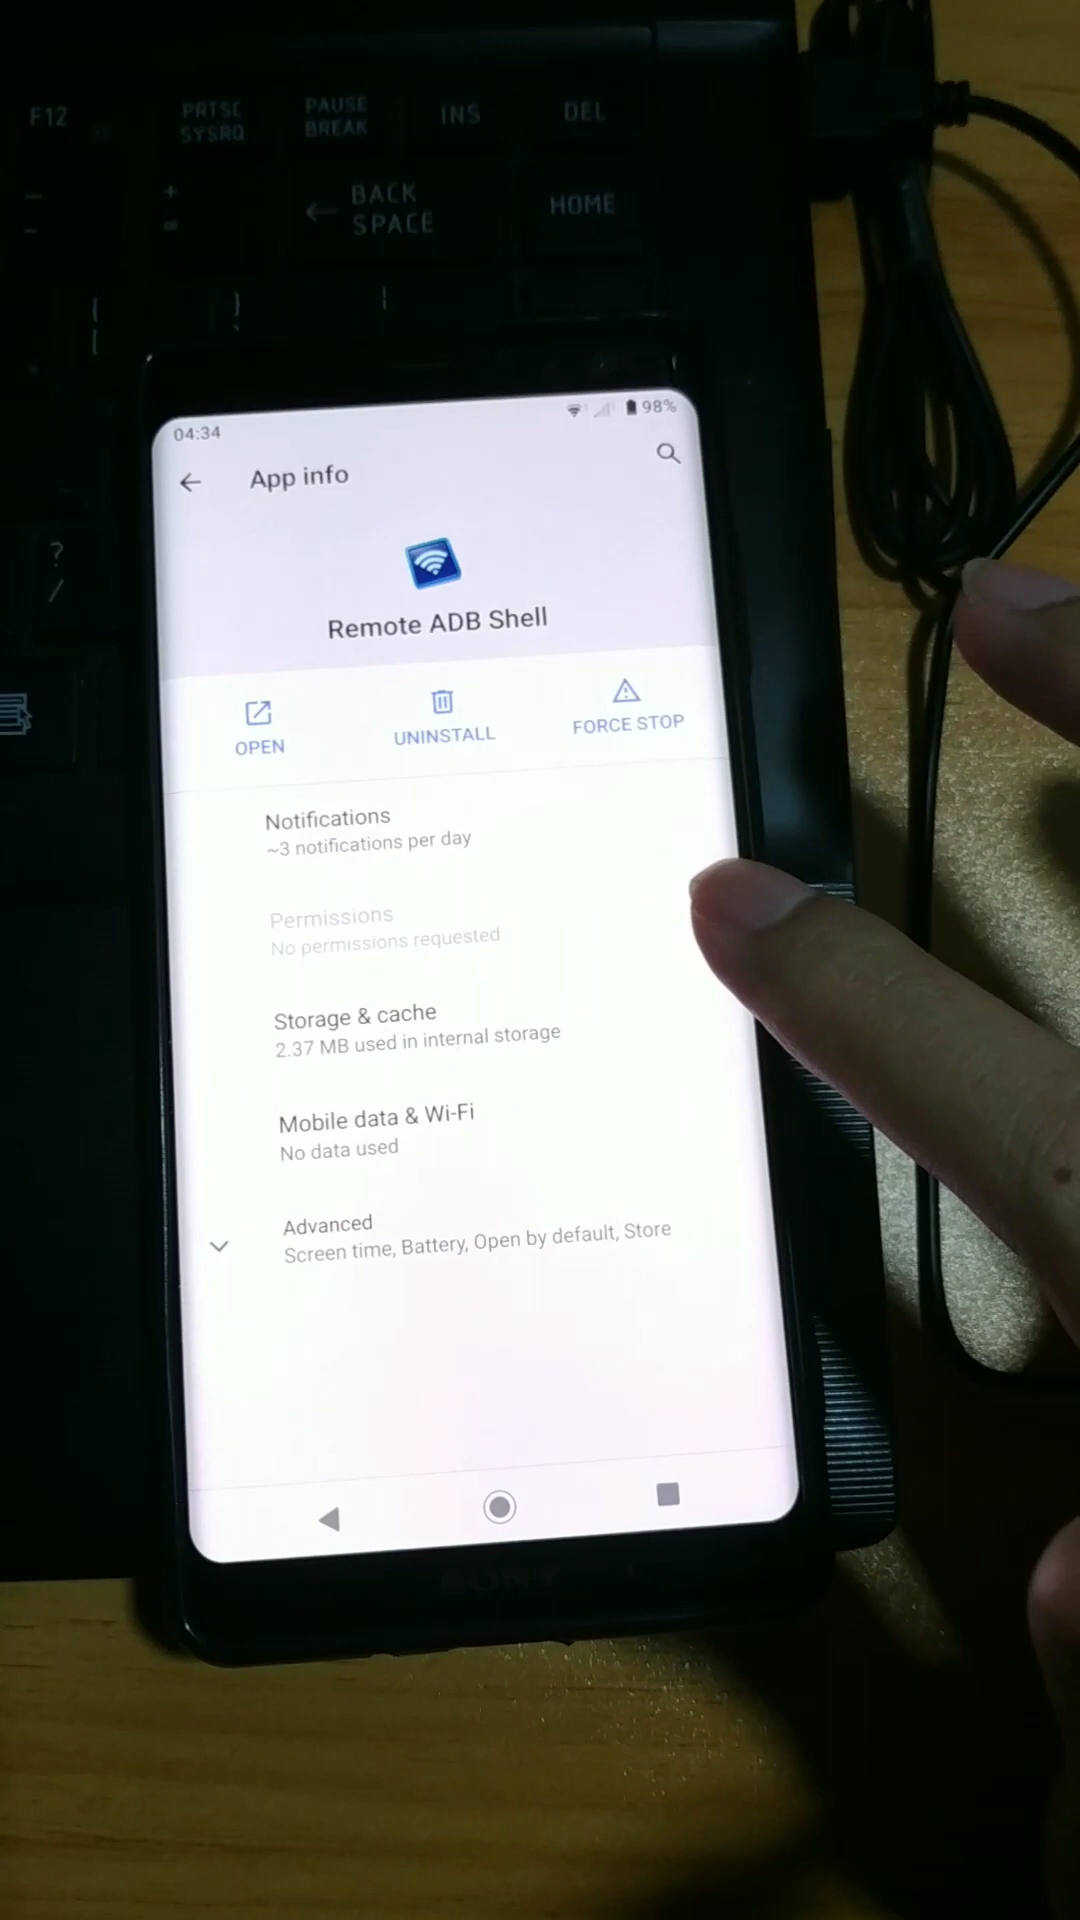 F12
PRTSC
SYSRQ
PAUSE
BREAK
INS
DEL
–
-
+
=
← BACK
SPACE
HOME
{
[
}
|
?
/
04:34
98%
App info
Remote ADB Shell
OPEN
UNINSTALL
FORCE STOP
Notifications
~3 notifications per day
Permissions
No permissions requested
Storage & cache
2.37 MB used in internal storage
Mobile data & Wi-Fi
No data used
Advanced
Screen time, Battery, Open by default, Store
SONY